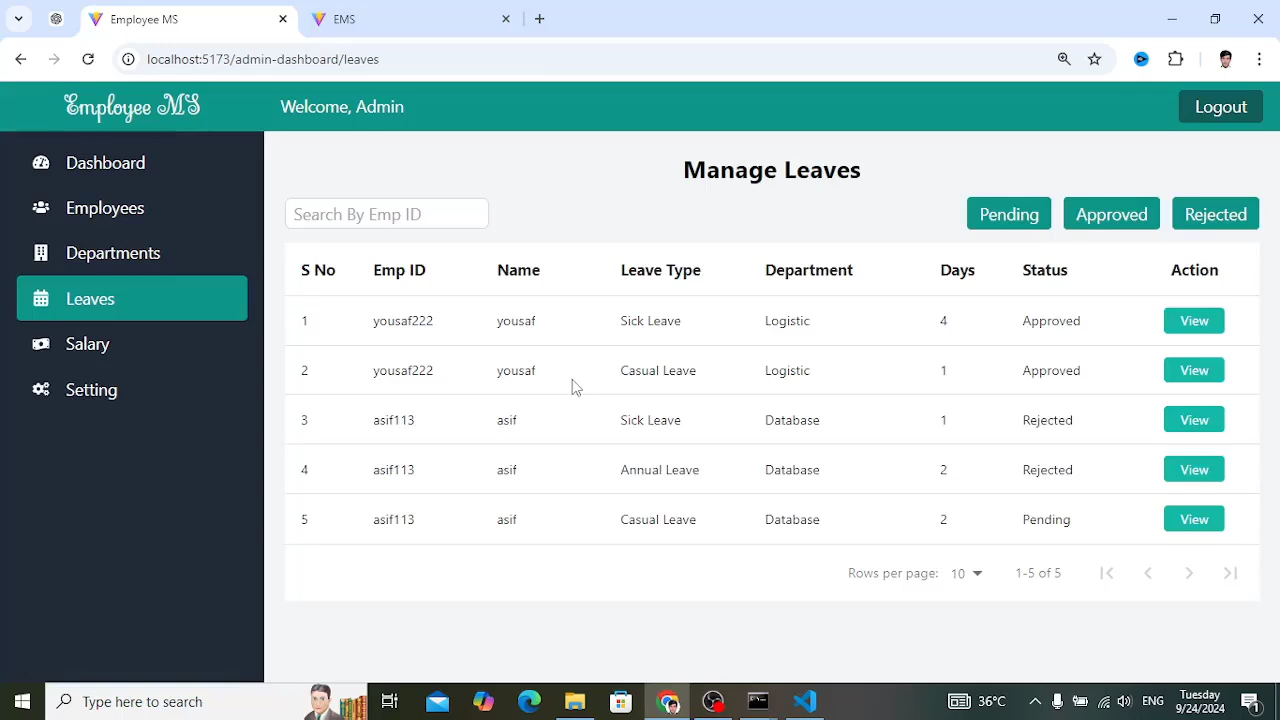 Employee MS
EMS
localhost:5173/admin-dashboard/leaves
Employee MS
Welcome, Admin
Logout
Dashboard
Employees
Departments
Leaves
Salary
Setting
Manage Leaves
Search By Emp ID
Pending Approved Rejected
S No Emp ID Name Leave Type Department Days Status Action
1 yousaf222 yousaf Sick Leave Logistic 4 Approved View
2 yousaf222 yousaf Casual Leave Logistic 1 Approved View
3 asif113 asif Sick Leave Database 1 Rejected View
4 asif113 asif Annual Leave Database 2 Rejected View
5 asif113 asif Casual Leave Database 2 Pending View
Rows per page: 10 1-5 of 5
Type here to search
36°C
ENG
Tuesday
9/24/2024
1